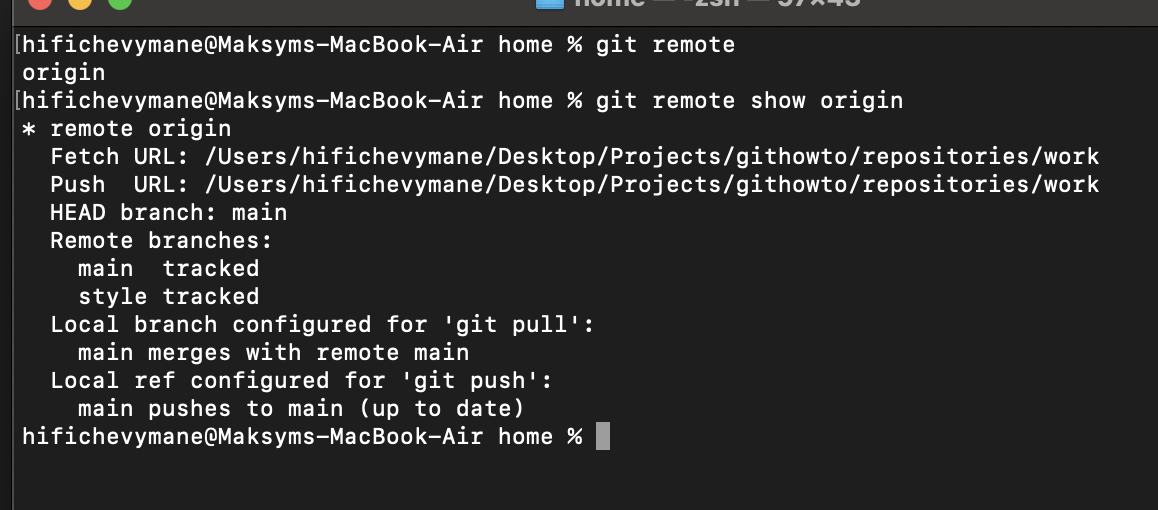 home — -zsh — 97×43
[hifichevymane@Maksyms-MacBook-Air home % git remote
origin
[hifichevymane@Maksyms-MacBook-Air home % git remote show origin
* remote origin
  Fetch URL: /Users/hifichevymane/Desktop/Projects/githowto/repositories/work
  Push  URL: /Users/hifichevymane/Desktop/Projects/githowto/repositories/work
  HEAD branch: main
  Remote branches:
    main  tracked
    style tracked
  Local branch configured for 'git pull':
    main merges with remote main
  Local ref configured for 'git push':
    main pushes to main (up to date)
hifichevymane@Maksyms-MacBook-Air home %